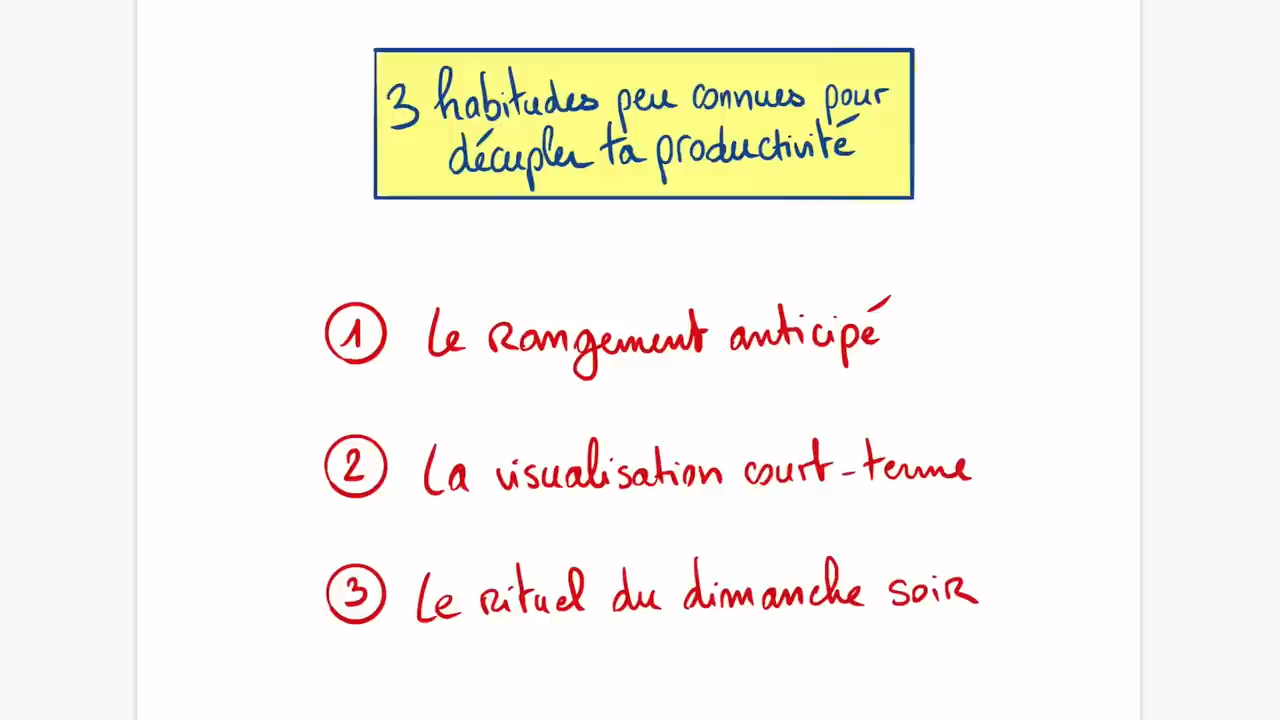 3 habitudes peu connues pour
décupler ta productivité
1 Le rangement anticipé
2 La visualisation court-terme
3 Le rituel du dimanche soir